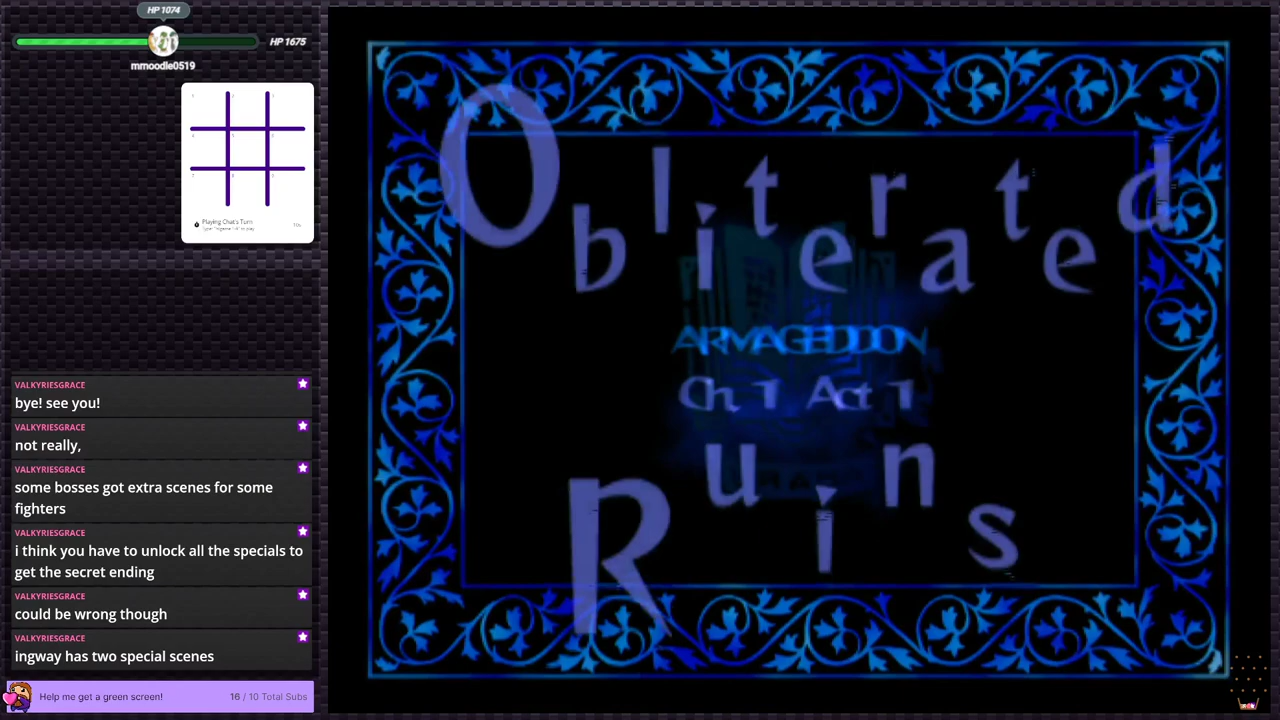 HP 1074
HP 1675
mmoodle0519
Playing Chat's Turn
VALKYRIESGRACE
bye! see you!
VALKYRIESGRACE
not really,
VALKYRIESGRACE
some bosses got extra scenes for some
fighters
VALKYRIESGRACE
i think you have to unlock all the specials to
get the secret ending
VALKYRIESGRACE
could be wrong though
VALKYRIESGRACE
ingway has two special scenes
Help me get a green screen!
16 / 10 Total Subs
Obliterated
ARMAGEDDON
Ch. 1 Act 1
Ruins